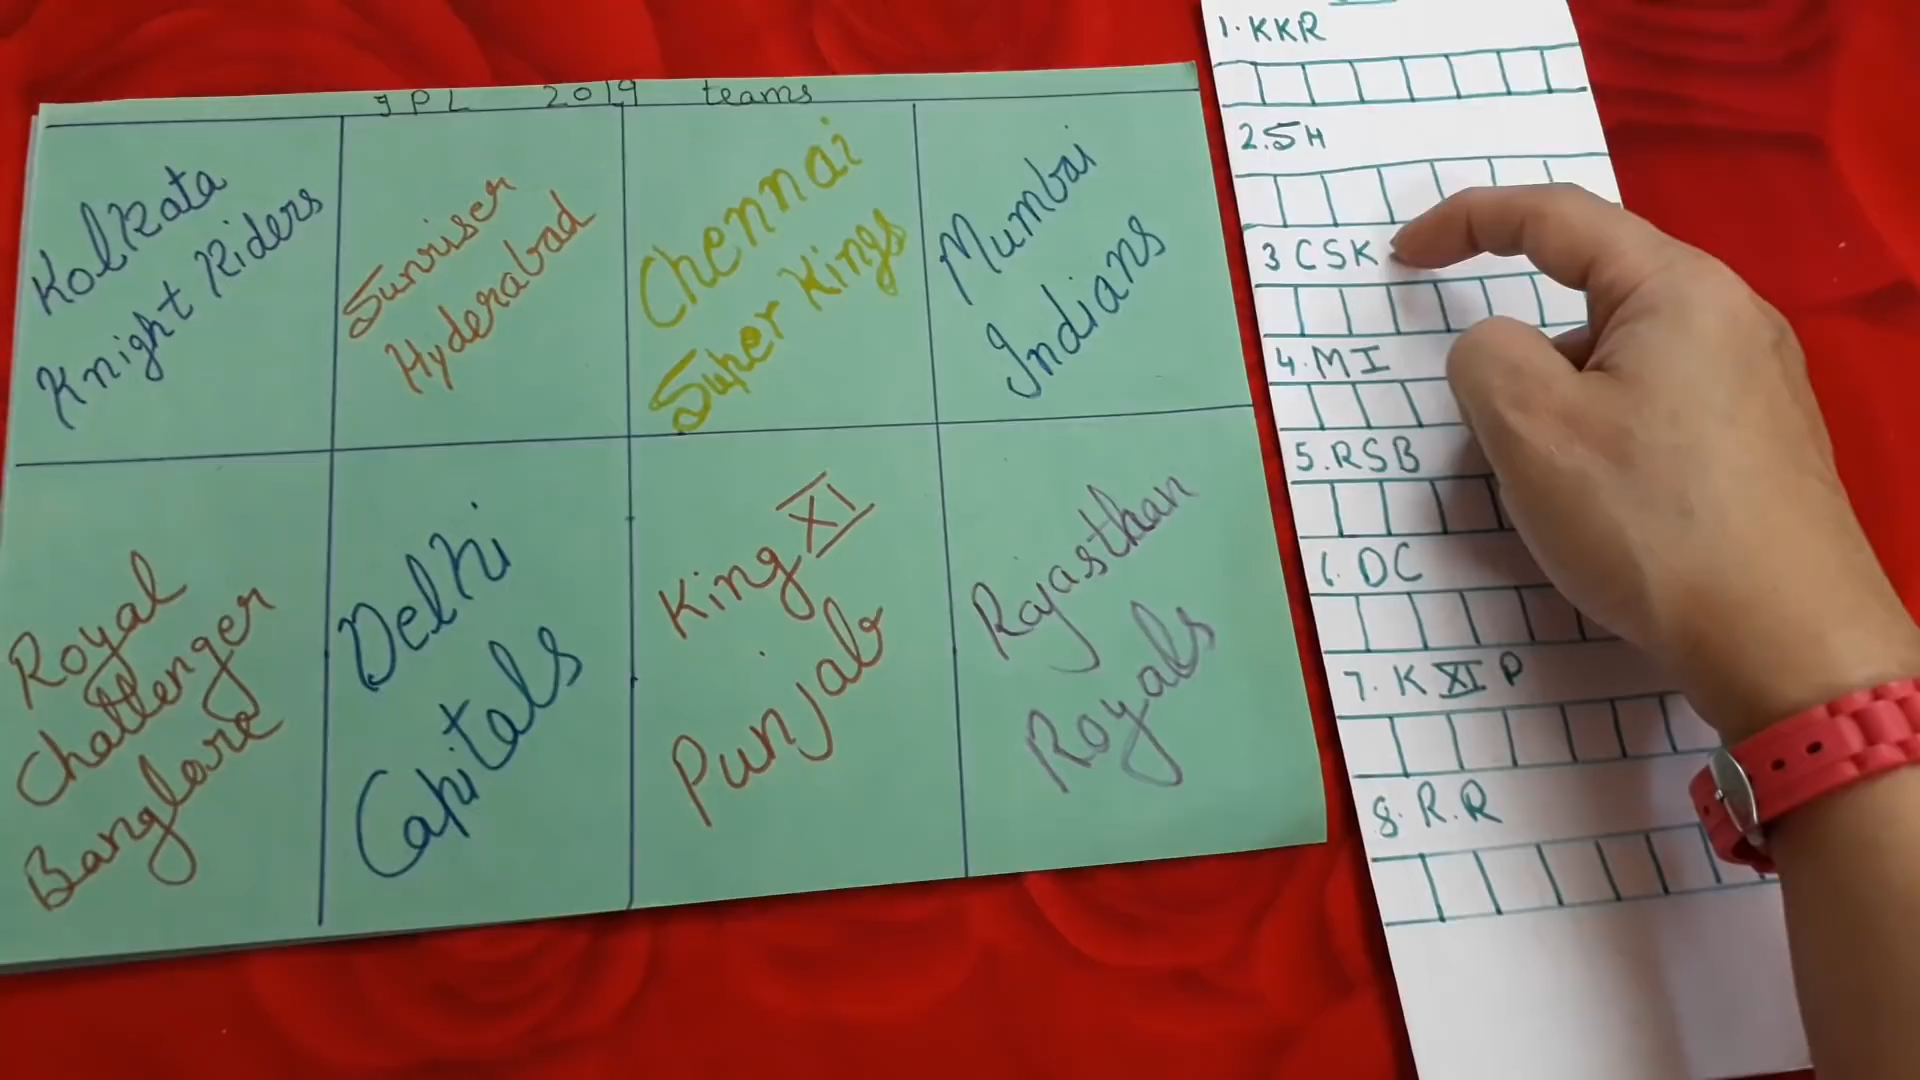 IPL 2019 teams
Kolkata
Knight Riders
Sunriser
Hyderabad
Chennai
Super Kings
Mumbai
Indians
Royal
Challenger
Banglore
Delhi
Capitals
King XI
Punjab
Rajasthan
Royals
1. KKR
2. SH
3 CSK
4. MI
5. RSB
6. DC
7. K XI P
8. R.R